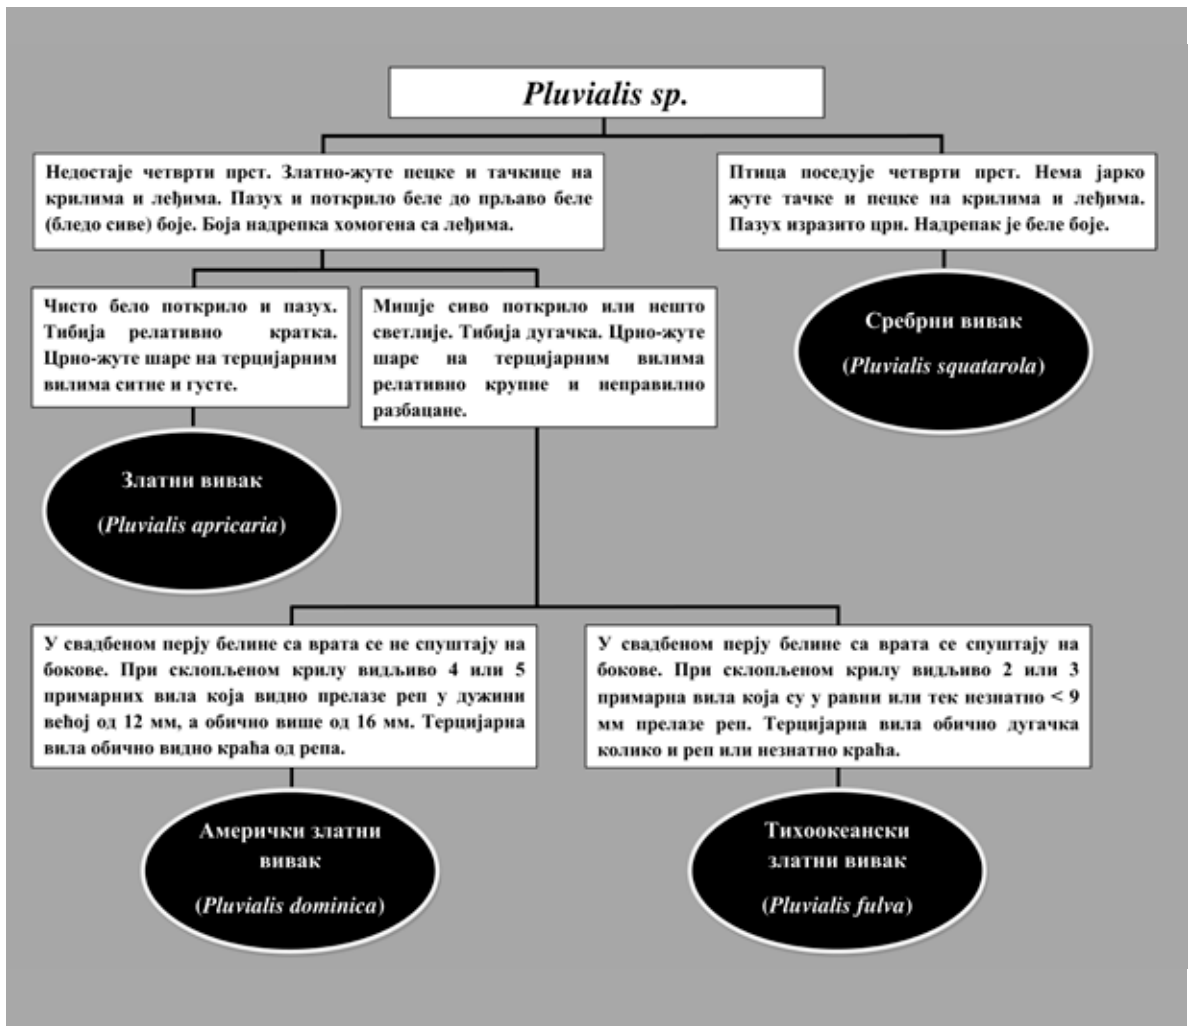 Pluvialis sp.
Недостаје четврти прст. Златно-жуте пецке и тачкице на
крилима и леђима. Пазух и поткрило беле до прљаво беле
(бледо сиве) боје. Боја надрепка хомогена са леђима.
Птица поседује четврти прст. Нема јарко
жуте тачке и пецке на крилима и леђима.
Пазух изразито црн. Надрепак је беле боје.
Чисто бело поткрило и пазух.
Тибија релативно кратка.
Црно-жуте шаре на терцијарним
вилима ситне и густе.
Мишје сиво поткрило или нешто
светлије. Тибија дугачка. Црно-жуте
шаре на терцијарним вилима
релативно крупне и неправилно
разбацане.
Сребрни вивак
(Pluvialis squatarola)
Златни вивак
(Pluvialis apricaria)
У свадбеном перју белине са врата се не спуштају на
бокове. При склопљеном крилу видљиво 4 или 5
примарних вила која видно прелазе реп у дужини
већој од 12 мм, а обично више од 16 мм. Терцијарна
вила обично видно краћа од репа.
У свадбеном перју белине са врата се спуштају на
бокове. При склопљеном крилу видљиво 2 или 3
примарна вила која су у равни или тек незнатно < 9
мм прелазе реп. Терцијарна вила обично дугачка
колико и реп или незнатно краћа.
Амерички златни
вивак
(Pluvialis dominica)
Тихоокеански
златни вивак
(Pluvialis fulva)